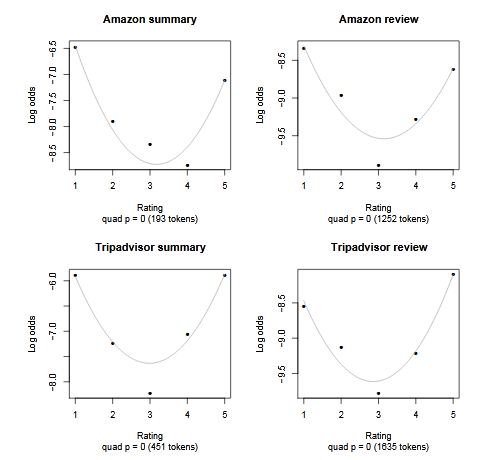 Amazon summary
Log odds
−6.5
−7.0
−7.5
−8.0
−8.5
1 2 3 4 5
Rating
quad p = 0 (193 tokens)
Amazon review
Log odds
−8.5
−9.0
−9.5
1 2 3 4 5
Rating
quad p = 0 (1252 tokens)
Tripadvisor summary
Log odds
−6.0
−7.0
−8.0
1 2 3 4 5
Rating
quad p = 0 (451 tokens)
Tripadvisor review
Log odds
−8.5
−9.0
−9.5
1 2 3 4 5
Rating
quad p = 0 (1635 tokens)